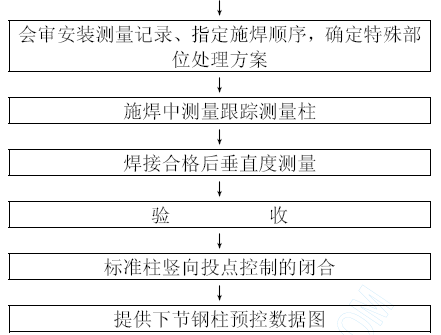 会审安装测量记录、指定施焊顺序，确定特殊部
位处理方案
施焊中测量跟踪测量柱
焊接合格后垂直度测量
验 收
标准柱竖向投点控制的闭合
提供下节钢柱预控数据图